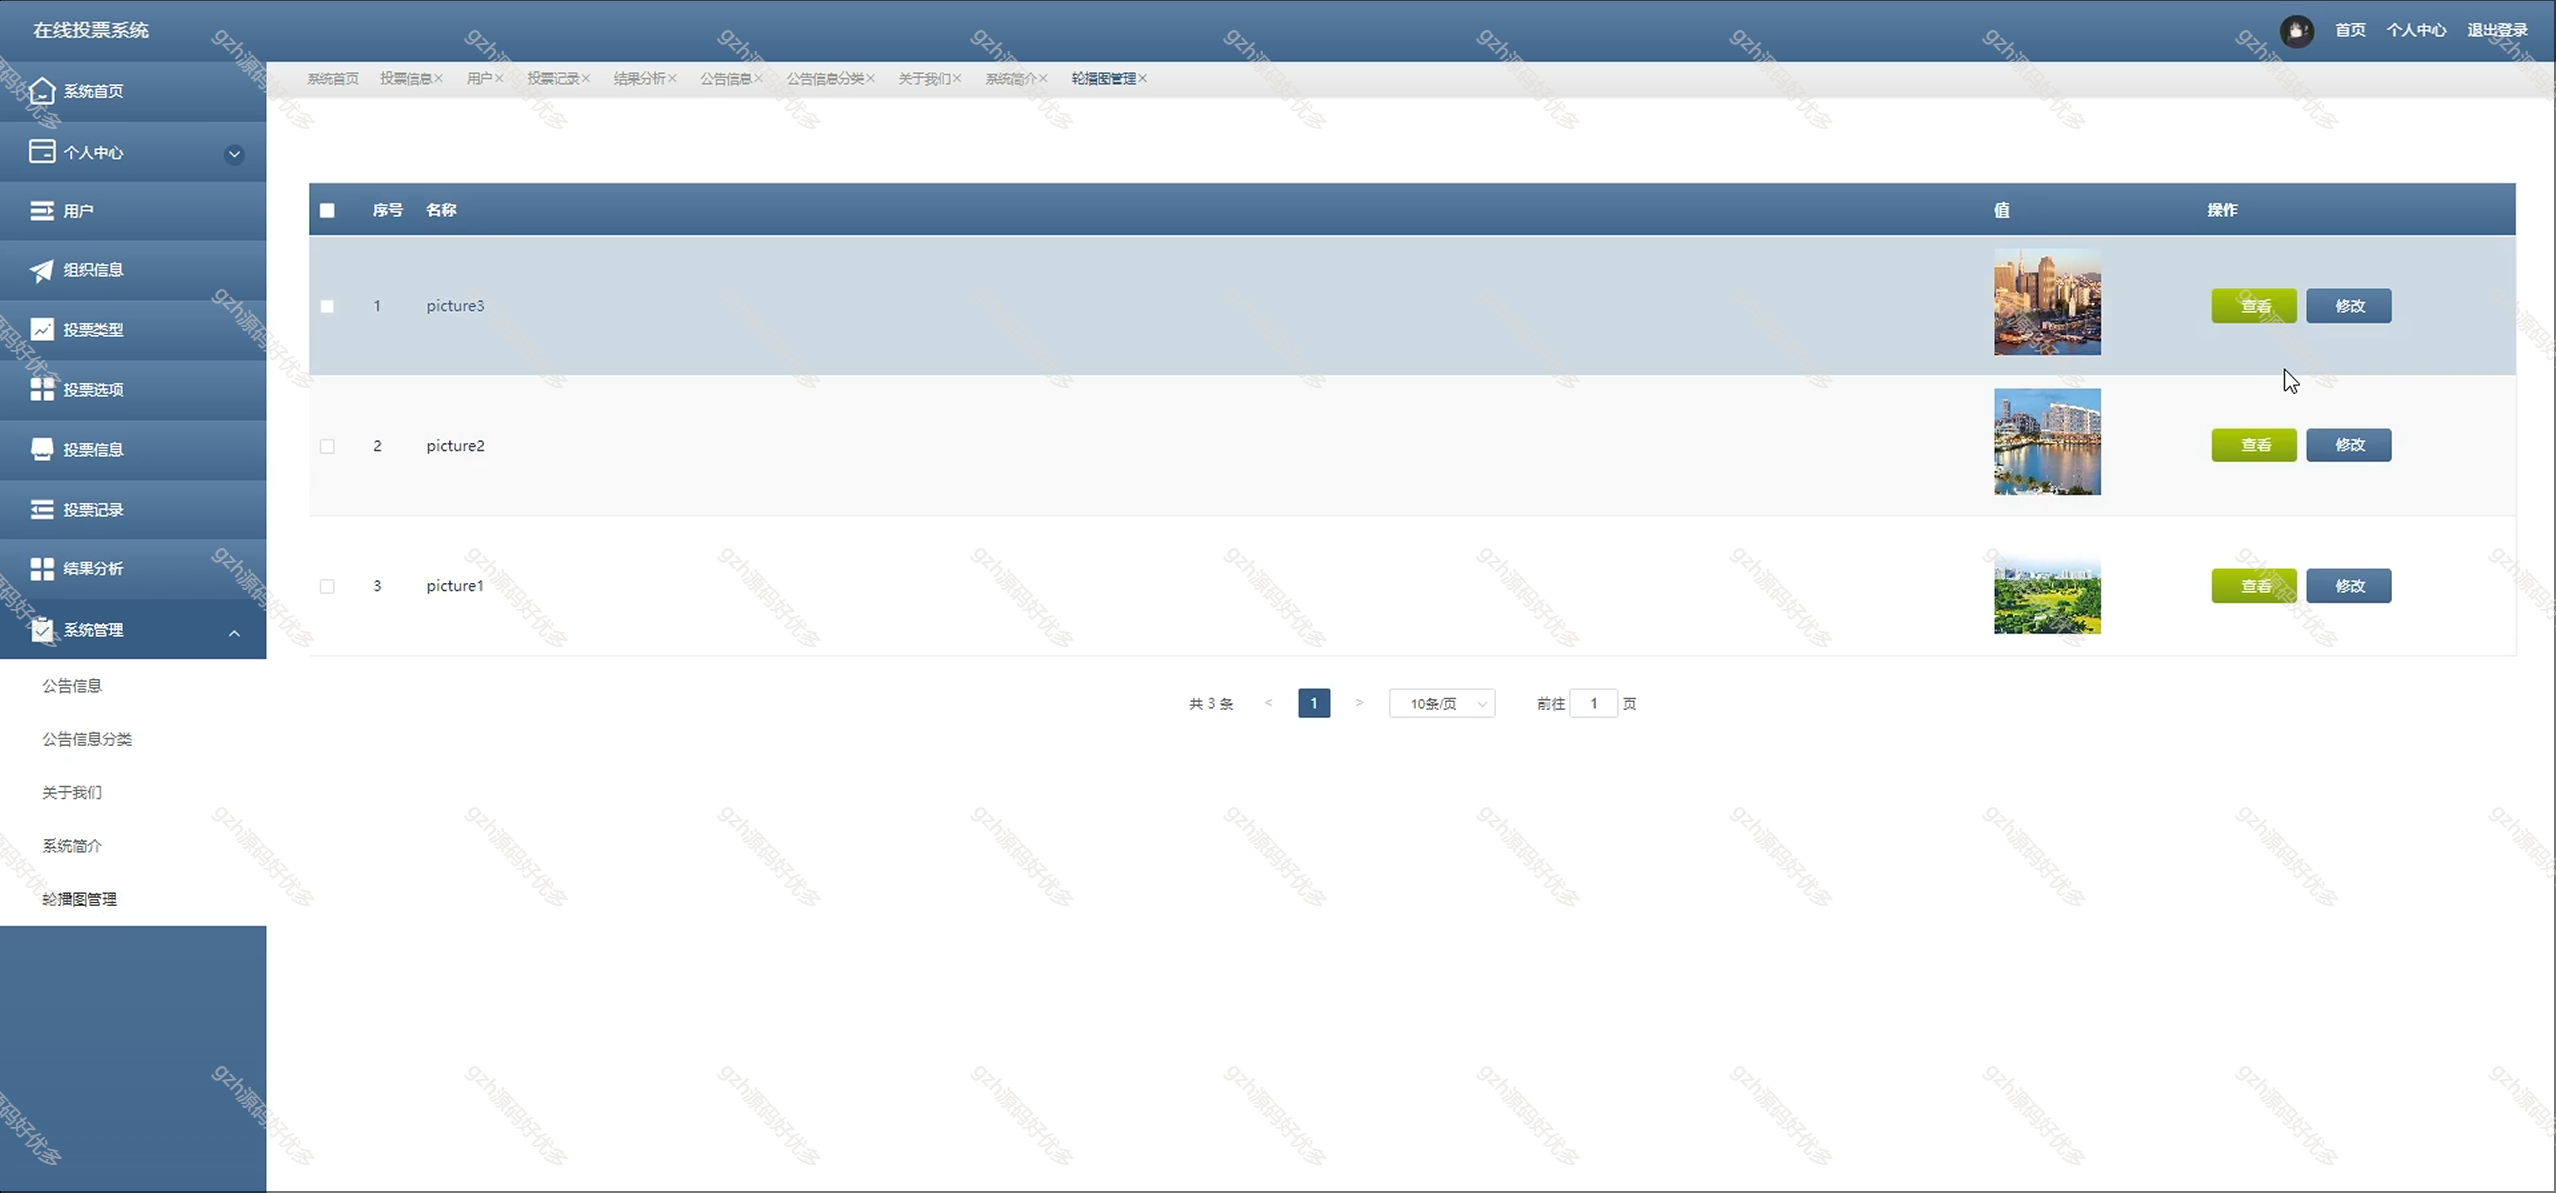 在线投票系统
首页 个人中心 退出登录
系统首页 投票信息× 用户× 投票记录× 结果分析× 公告信息× 公告信息分类× 关于我们× 系统简介× 轮播图管理×
系统首页
个人中心
用户
组织信息
投票类型
投票选项
投票信息
投票记录
结果分析
系统管理
公告信息
公告信息分类
关于我们
系统简介
轮播图管理
序号 名称 值 操作
1 picture3 查看 修改
2 picture2 查看 修改
3 picture1 查看 修改
共 3 条 < 1 > 10条/页 前往 1 页
gzh源码好优多